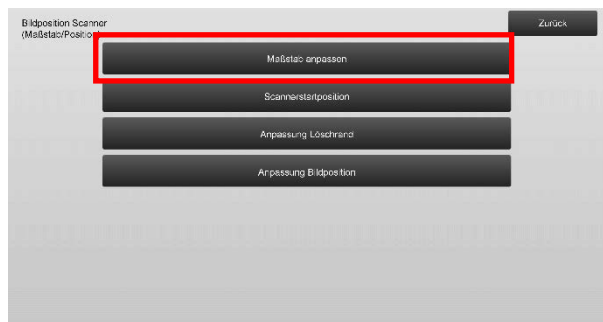 Bildposition Scanner
(Maßstab/Position)
Zurück
Maßstab anpassen
Scannerstartposition
Anpassung Löschrand
Anpassung Bildposition